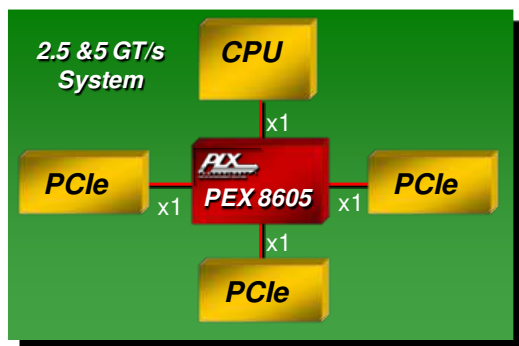 2.5 &5 GT/s
System
CPU
x1
PLX
PCIe
PEX 8605
PCIe
x1
x1
x1
PCIe